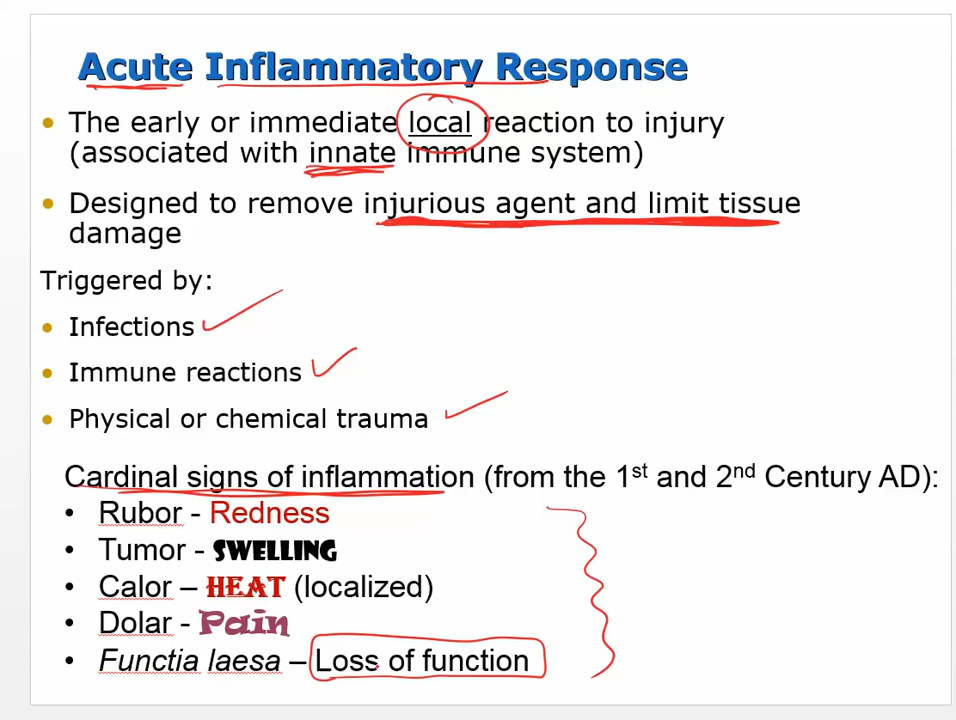 Acute Inflammatory Response
• The early or immediate local reaction to injury
(associated with innate immune system)
• Designed to remove injurious agent and limit tissue
damage
Triggered by:
• Infections
• Immune reactions
• Physical or chemical trauma
Cardinal signs of inflammation (from the 1st and 2nd Century AD):
• Rubor - Redness
• Tumor - SWELLING
• Calor – HEAT (localized)
• Dolar - Pain
• Functia laesa – Loss of function